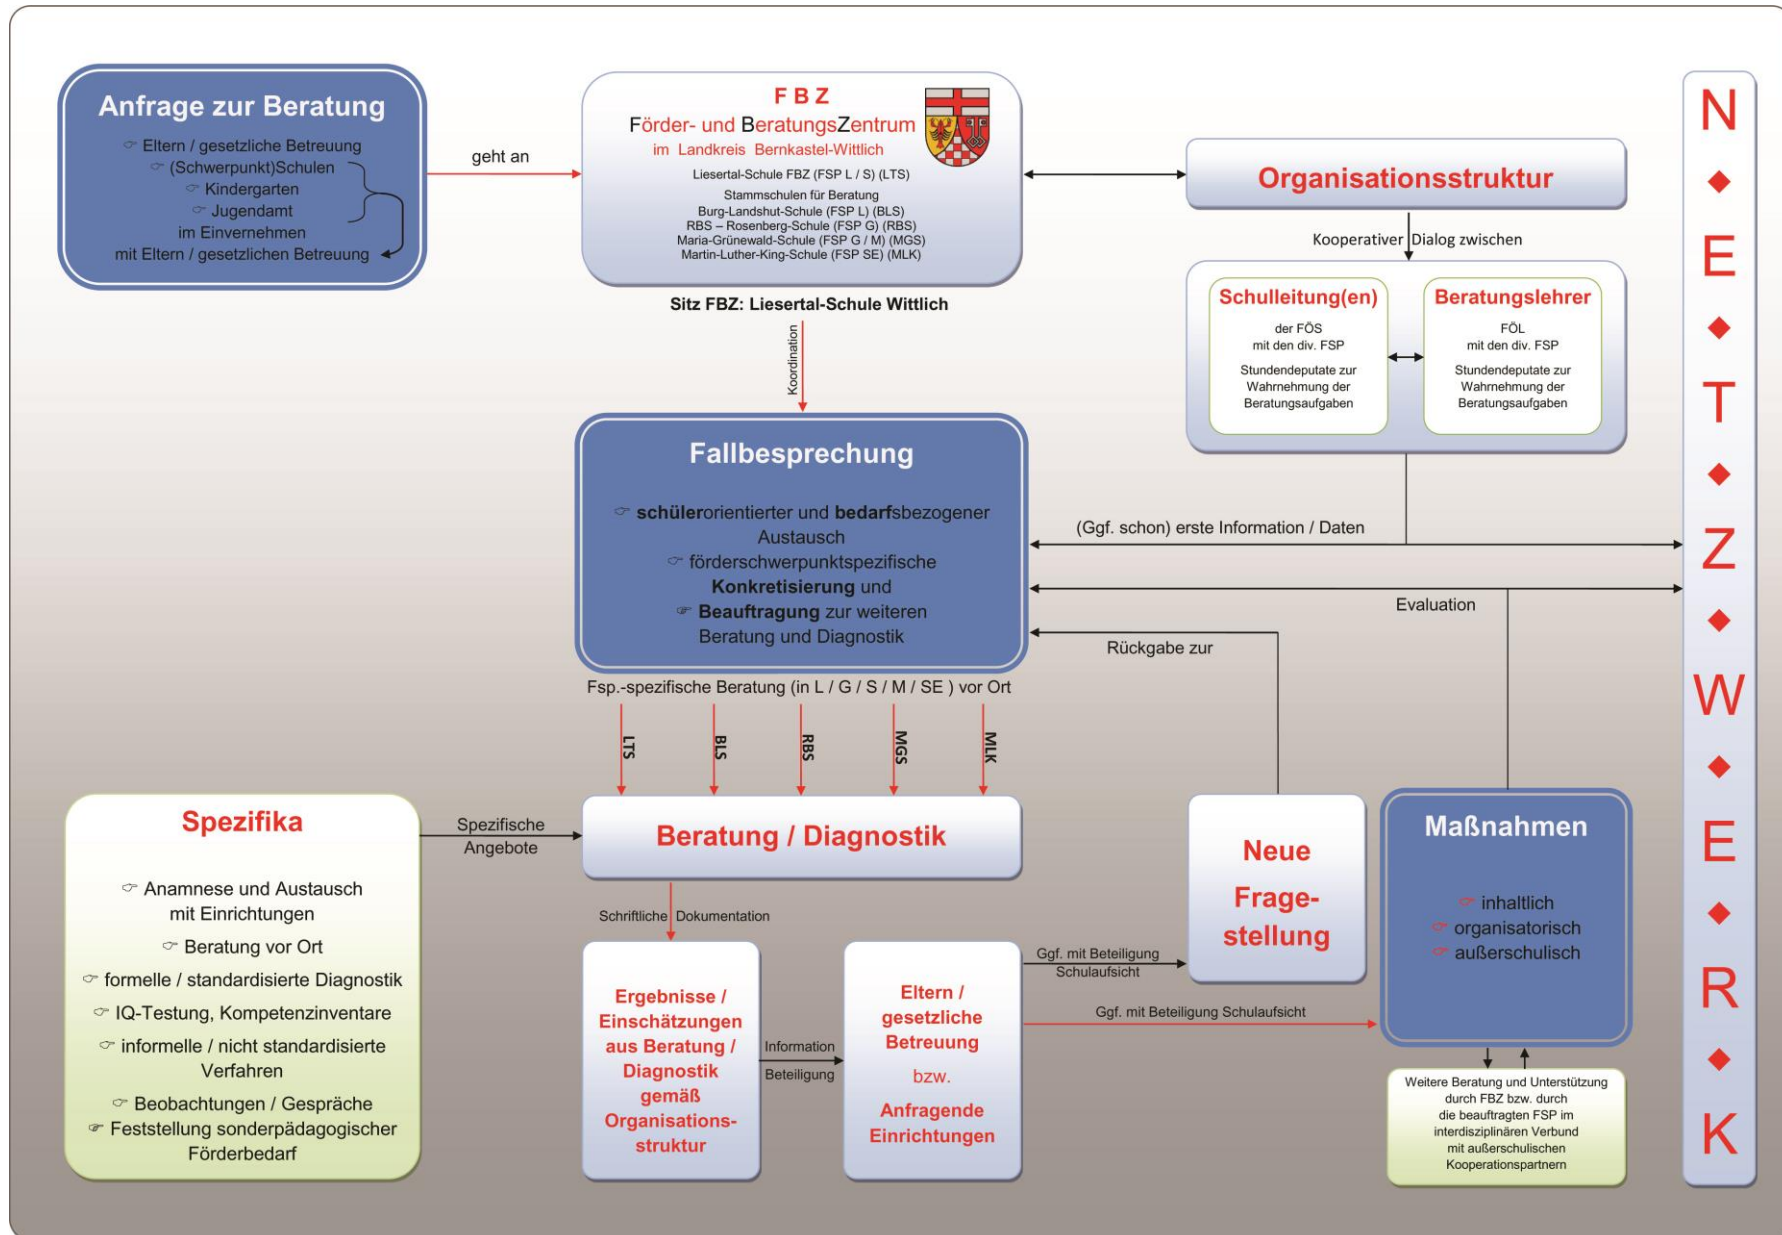 Anfrage zur Beratung
☞ Eltern / gesetzliche Betreuung
☞ (Schwerpunkt)Schulen
☞ Kindergarten
☞ Jugendamt
im Einvernehmen
mit Eltern / gesetzlichen Betreuung
geht an
F B Z
Förder- und BeratungsZentrum
im Landkreis Bernkastel-Wittlich
Liesertal-Schule FBZ (FSP L / S) (LTS)
Stammschulen für Beratung
Burg-Landshut-Schule (FSP L) (BLS)
RBS – Rosenberg-Schule (FSP G) (RBS)
Maria-Grünewald-Schule (FSP G / M) (MGS)
Martin-Luther-King-Schule (FSP SE) (MLK)
Sitz FBZ: Liesertal-Schule Wittlich
Koordination
Organisationsstruktur
Kooperativer Dialog zwischen
Schulleitung(en)
der FÖS
mit den div. FSP
Stundendeputate zur
Wahrnehmung der
Beratungsaufgaben
Beratungslehrer
FÖL
mit den div. FSP
Stundendeputate zur
Wahrnehmung der
Beratungsaufgaben
Fallbesprechung
☞ schülerorientierter und bedarfsbezogener
Austausch
☞ förderschwerpunktspezifische
Konkretisierung und
☞ Beauftragung zur weiteren
Beratung und Diagnostik
(Ggf. schon) erste Information / Daten
Evaluation
Rückgabe zur
Fsp.-spezifische Beratung (in L / G / S / M / SE ) vor Ort
LTS
BLS
RBS
MGS
MLK
Spezifika
☞ Anamnese und Austausch
mit Einrichtungen
☞ Beratung vor Ort
☞ formelle / standardisierte Diagnostik
☞ IQ-Testung, Kompetenzinventare
☞ informelle / nicht standardisierte
Verfahren
☞ Beobachtungen / Gespräche
☞ Feststellung sonderpädagogischer
Förderbedarf
Spezifische
Angebote
Beratung / Diagnostik
Schriftliche Dokumentation
Ergebnisse /
Einschätzungen
aus Beratung /
Diagnostik
gemäß
Organisations-
struktur
Information
Beteiligung
Eltern /
gesetzliche
Betreuung
bzw.
Anfragende
Einrichtungen
Ggf. mit Beteiligung
Schulaufsicht
Ggf. mit Beteiligung Schulaufsicht
Neue
Frage-
stellung
Maßnahmen
☞ inhaltlich
☞ organisatorisch
☞ außerschulisch
Weitere Beratung und Unterstützung
durch FBZ bzw. durch
die beauftragten FSP im
interdisziplinären Verbund
mit außerschulischen
Kooperationspartnern
N ◆ E ◆ T ◆ Z ◆ W ◆ E ◆ R ◆ K